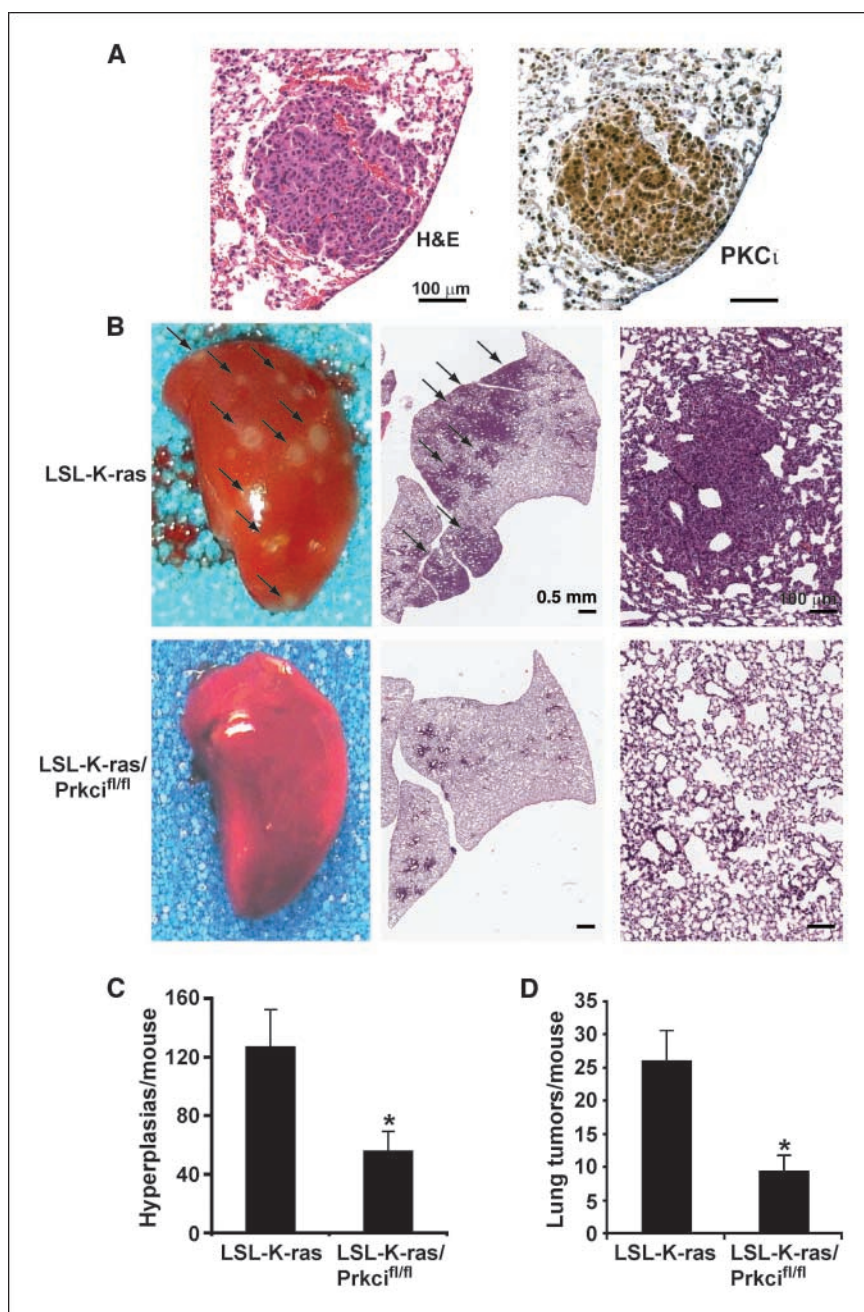 A
H&E
100 μm
PKCι
B
LSL-K-ras
0.5 mm
100 μm
LSL-K-ras/
Prkci^fl/fl
C
160
120
80
40
0
Hyperplasias/mouse
*
LSL-K-ras
LSL-K-ras/
Prkci^fl/fl
D
35
30
25
20
15
10
5
0
Lung tumors/mouse
*
LSL-K-ras
LSL-K-ras/
Prkci^fl/fl